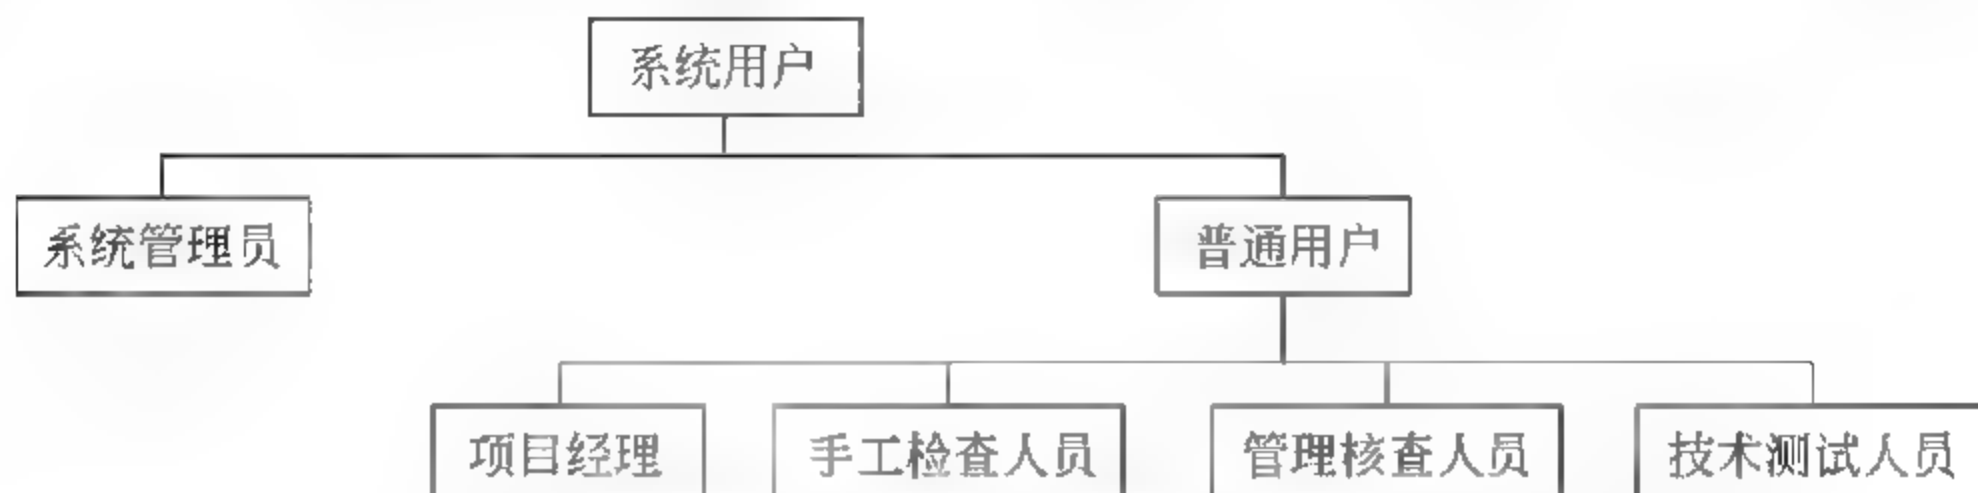 系统用户
系统管理员
普通用户
项目经理
手工检查人员
管理核查人员
技术测试人员